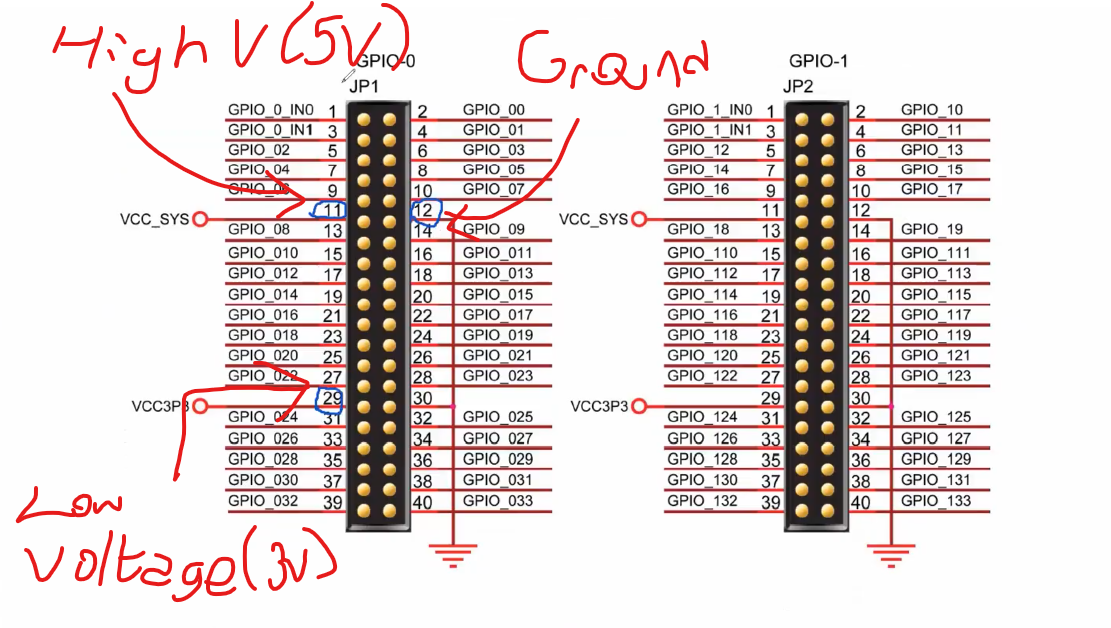 High V(5V)
Ground
GPIO-0
JP1
GPIO_0_IN0 1 2 GPIO_00
GPIO_0_IN1 3 4 GPIO_01
GPIO_02 5 6 GPIO_03
GPIO_04 7 8 GPIO_05
GPIO_06 9 10 GPIO_07
VCC_SYS 11 12
GPIO_08 13 14 GPIO_09
GPIO_010 15 16 GPIO_011
GPIO_012 17 18 GPIO_013
GPIO_014 19 20 GPIO_015
GPIO_016 21 22 GPIO_017
GPIO_018 23 24 GPIO_019
GPIO_020 25 26 GPIO_021
GPIO_022 27 28 GPIO_023
VCC3P3 29 30
GPIO_024 31 32 GPIO_025
GPIO_026 33 34 GPIO_027
GPIO_028 35 36 GPIO_029
GPIO_030 37 38 GPIO_031
GPIO_032 39 40 GPIO_033
Low
Voltage(3V)
GPIO-1
JP2
GPIO_1_IN0 1 2 GPIO_10
GPIO_1_IN1 3 4 GPIO_11
GPIO_12 5 6 GPIO_13
GPIO_14 7 8 GPIO_15
GPIO_16 9 10 GPIO_17
VCC_SYS 11 12
GPIO_18 13 14 GPIO_19
GPIO_110 15 16 GPIO_111
GPIO_112 17 18 GPIO_113
GPIO_114 19 20 GPIO_115
GPIO_116 21 22 GPIO_117
GPIO_118 23 24 GPIO_119
GPIO_120 25 26 GPIO_121
GPIO_122 27 28 GPIO_123
VCC3P3 29 30
GPIO_124 31 32 GPIO_125
GPIO_126 33 34 GPIO_127
GPIO_128 35 36 GPIO_129
GPIO_130 37 38 GPIO_131
GPIO_132 39 40 GPIO_133